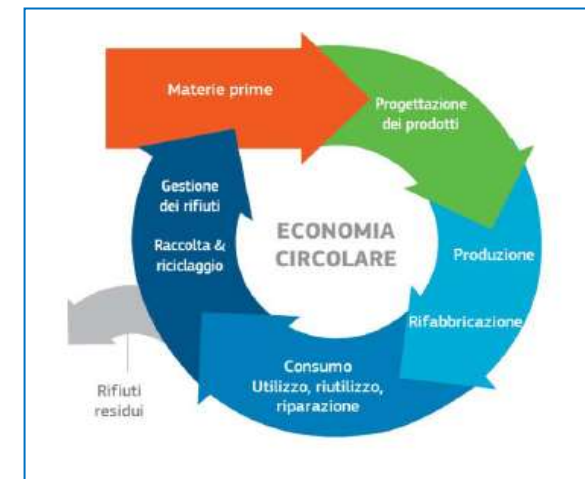 Materie prime
Progettazione
dei prodotti
Gestione
dei rifiuti
Raccolta &
riciclaggio
ECONOMIA
CIRCOLARE
Produzione
Rifabbricazione
Consumo
Utilizzo, riutilizzo,
riparazione
Rifiuti
residui